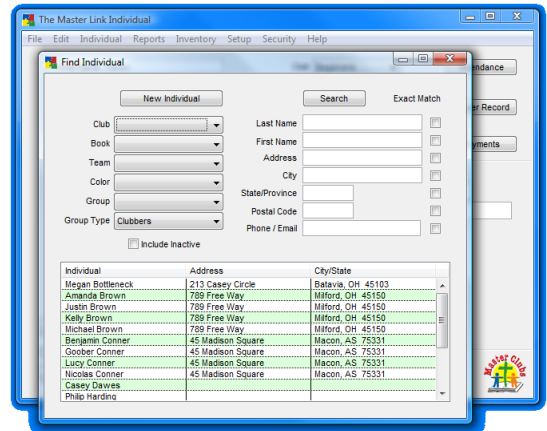 The Master Link Individual
File Edit Individual Reports Inventory Setup Security Help
Find Individual
ndance
New Individual
Search
Exact Match
er Record
Club
Last Name
Book
First Name
yments
Team
Address
Color
City
Group
State/Province
Group Type Clubbers
Postal Code
Phone / Email
Include Inactive
Individual Address City/State
Megan Bottleneck 213 Casey Circle Batavia, OH 45103
Amanda Brown 789 Free Way Milford, OH 45150
Justin Brown 789 Free Way Milford, OH 45150
Kelly Brown 789 Free Way Milford, OH 45150
Michael Brown 789 Free Way Milford, OH 45150
Benjamin Conner 45 Madison Square Macon, AS 75331
Goober Conner 45 Madison Square Macon, AS 75331
Lucy Conner 45 Madison Square Macon, AS 75331
Nicolas Conner 45 Madison Square Macon, AS 75331
Casey Dawes
Philip Harding
Master Clubs